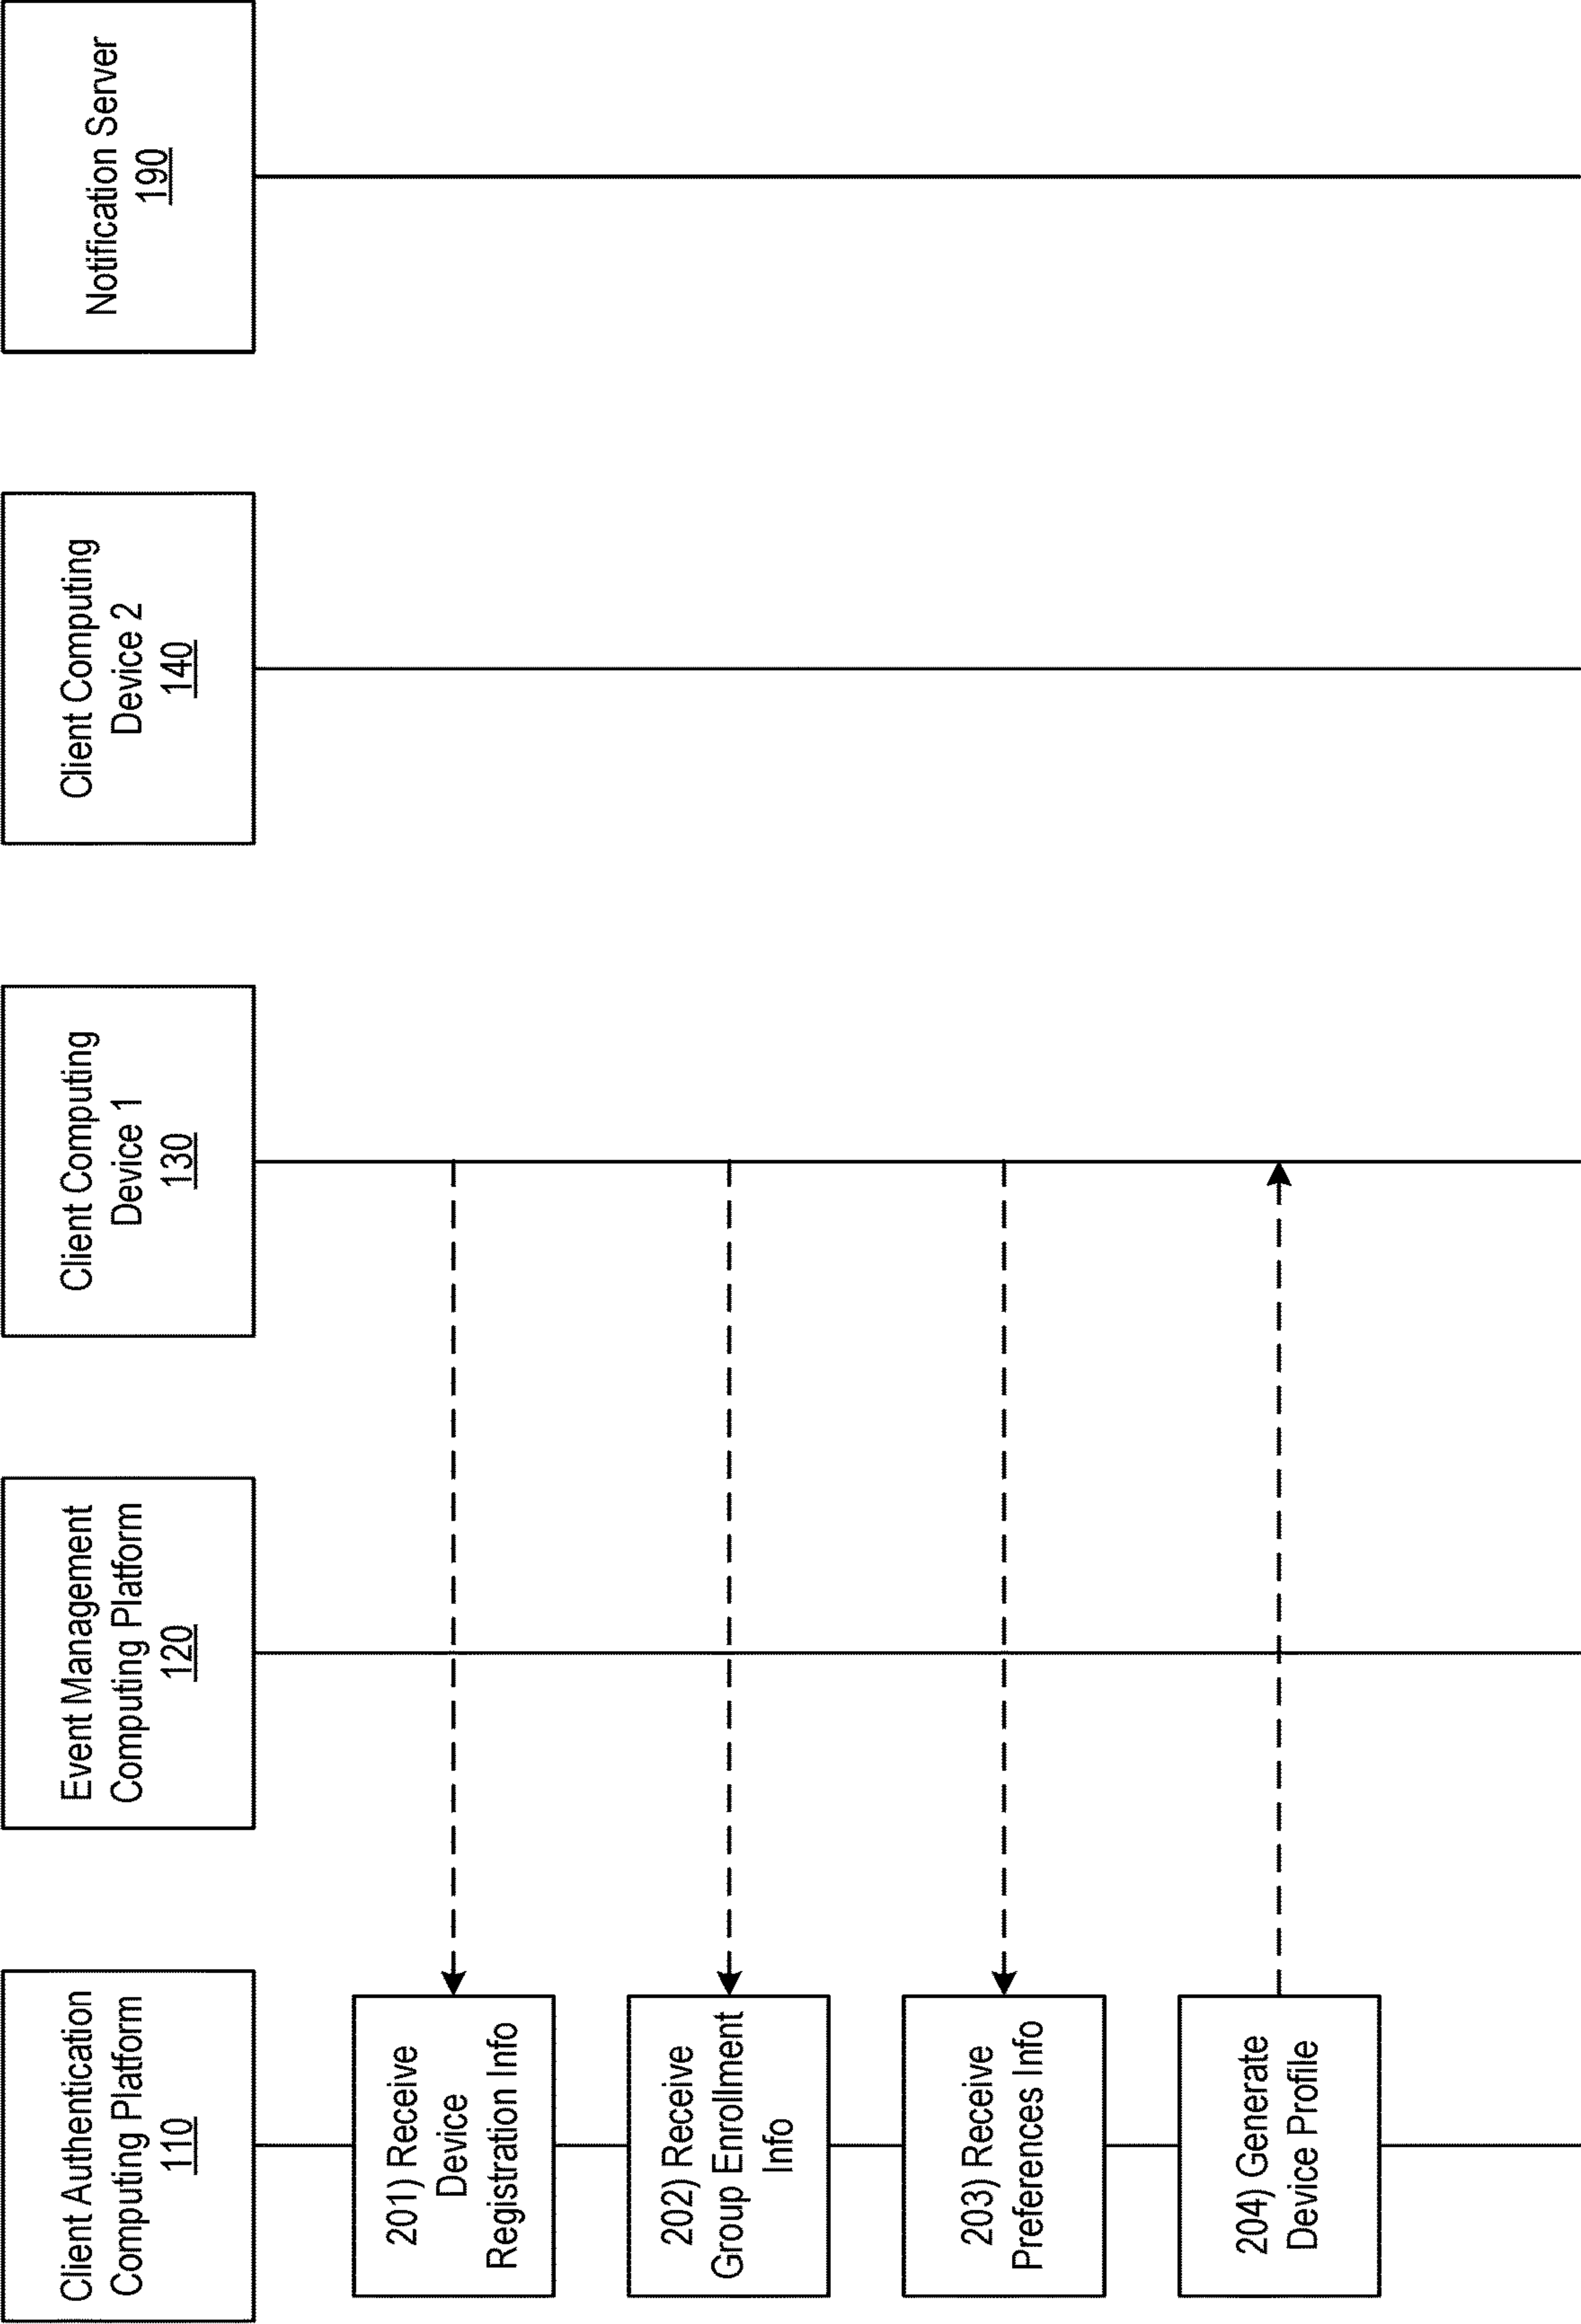 Client Authentication
Computing Platform
110
Event Management
Computing Platform
120
Client Computing
Device 1
130
Client Computing
Device 2
140
Notification Server
190
201) Receive
Device
Registration Info
202) Receive
Group Enrollment
Info
203) Receive
Preferences Info
204) Generate
Device Profile